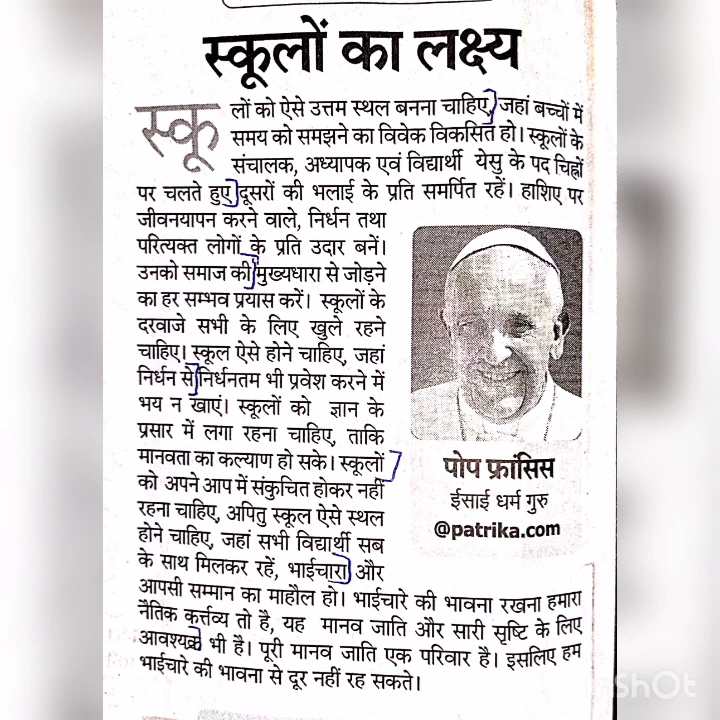 स्कूलों का लक्ष्य
स्कूलों को ऐसे उत्तम स्थल बनना चाहिए, जहां बच्चों में
समय को समझने का विवेक विकसित हो। स्कूलों के
संचालक, अध्यापक एवं विद्यार्थी येसु के पद चिह्नों
पर चलते हुए दूसरों की भलाई के प्रति समर्पित रहें। हाशिए पर
जीवनयापन करने वाले, निर्धन तथा
परित्यक्त लोगों के प्रति उदार बनें।
उनको समाज की मुख्यधारा से जोड़ने
का हर सम्भव प्रयास करें। स्कूलों के
दरवाजे सभी के लिए खुले रहने
चाहिए। स्कूल ऐसे होने चाहिए, जहां
निर्धन से निर्धनतम भी प्रवेश करने में
भय न खाएं। स्कूलों को ज्ञान के
प्रसार में लगा रहना चाहिए, ताकि
मानवता का कल्याण हो सके। स्कूलों
को अपने आप में संकुचित होकर नहीं
रहना चाहिए, अपितु स्कूल ऐसे स्थल
होने चाहिए, जहां सभी विद्यार्थी सब
के साथ मिलकर रहें, भाईचारा और
आपसी सम्मान का माहौल हो। भाईचारे की भावना रखना हमारा
नैतिक कर्त्तव्य तो है, यह मानव जाति और सारी सृष्टि के लिए
आवश्यक भी है। पूरी मानव जाति एक परिवार है। इसलिए हम
भाईचारे की भावना से दूर नहीं रह सकते।
पोप फ्रांसिस
ईसाई धर्म गुरु
@patrika.com